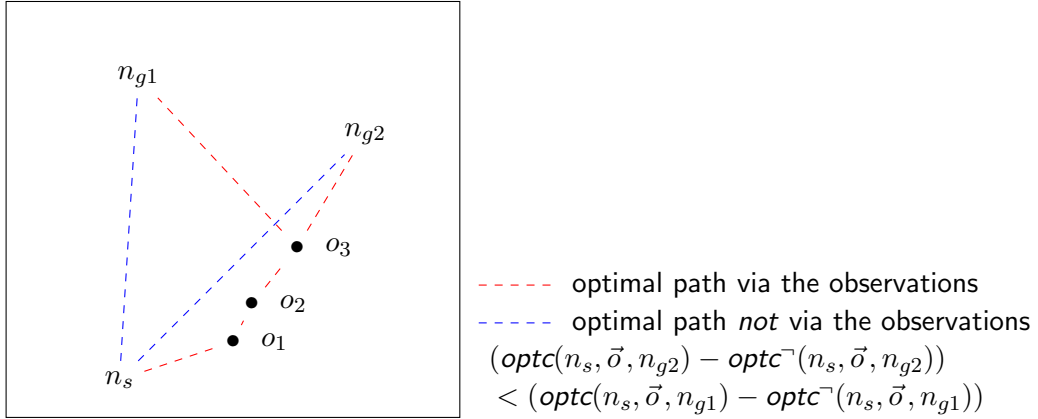 n_{g1}
n_{g2}
o_3
o_2
o_1
n_s
optimal path via the observations
optimal path not via the observations
(optc(n_s, \vec{o}, n_{g2}) − optc^¬(n_s, \vec{o}, n_{g2}))
< (optc(n_s, \vec{o}, n_{g1}) − optc^¬(n_s, \vec{o}, n_{g1}))